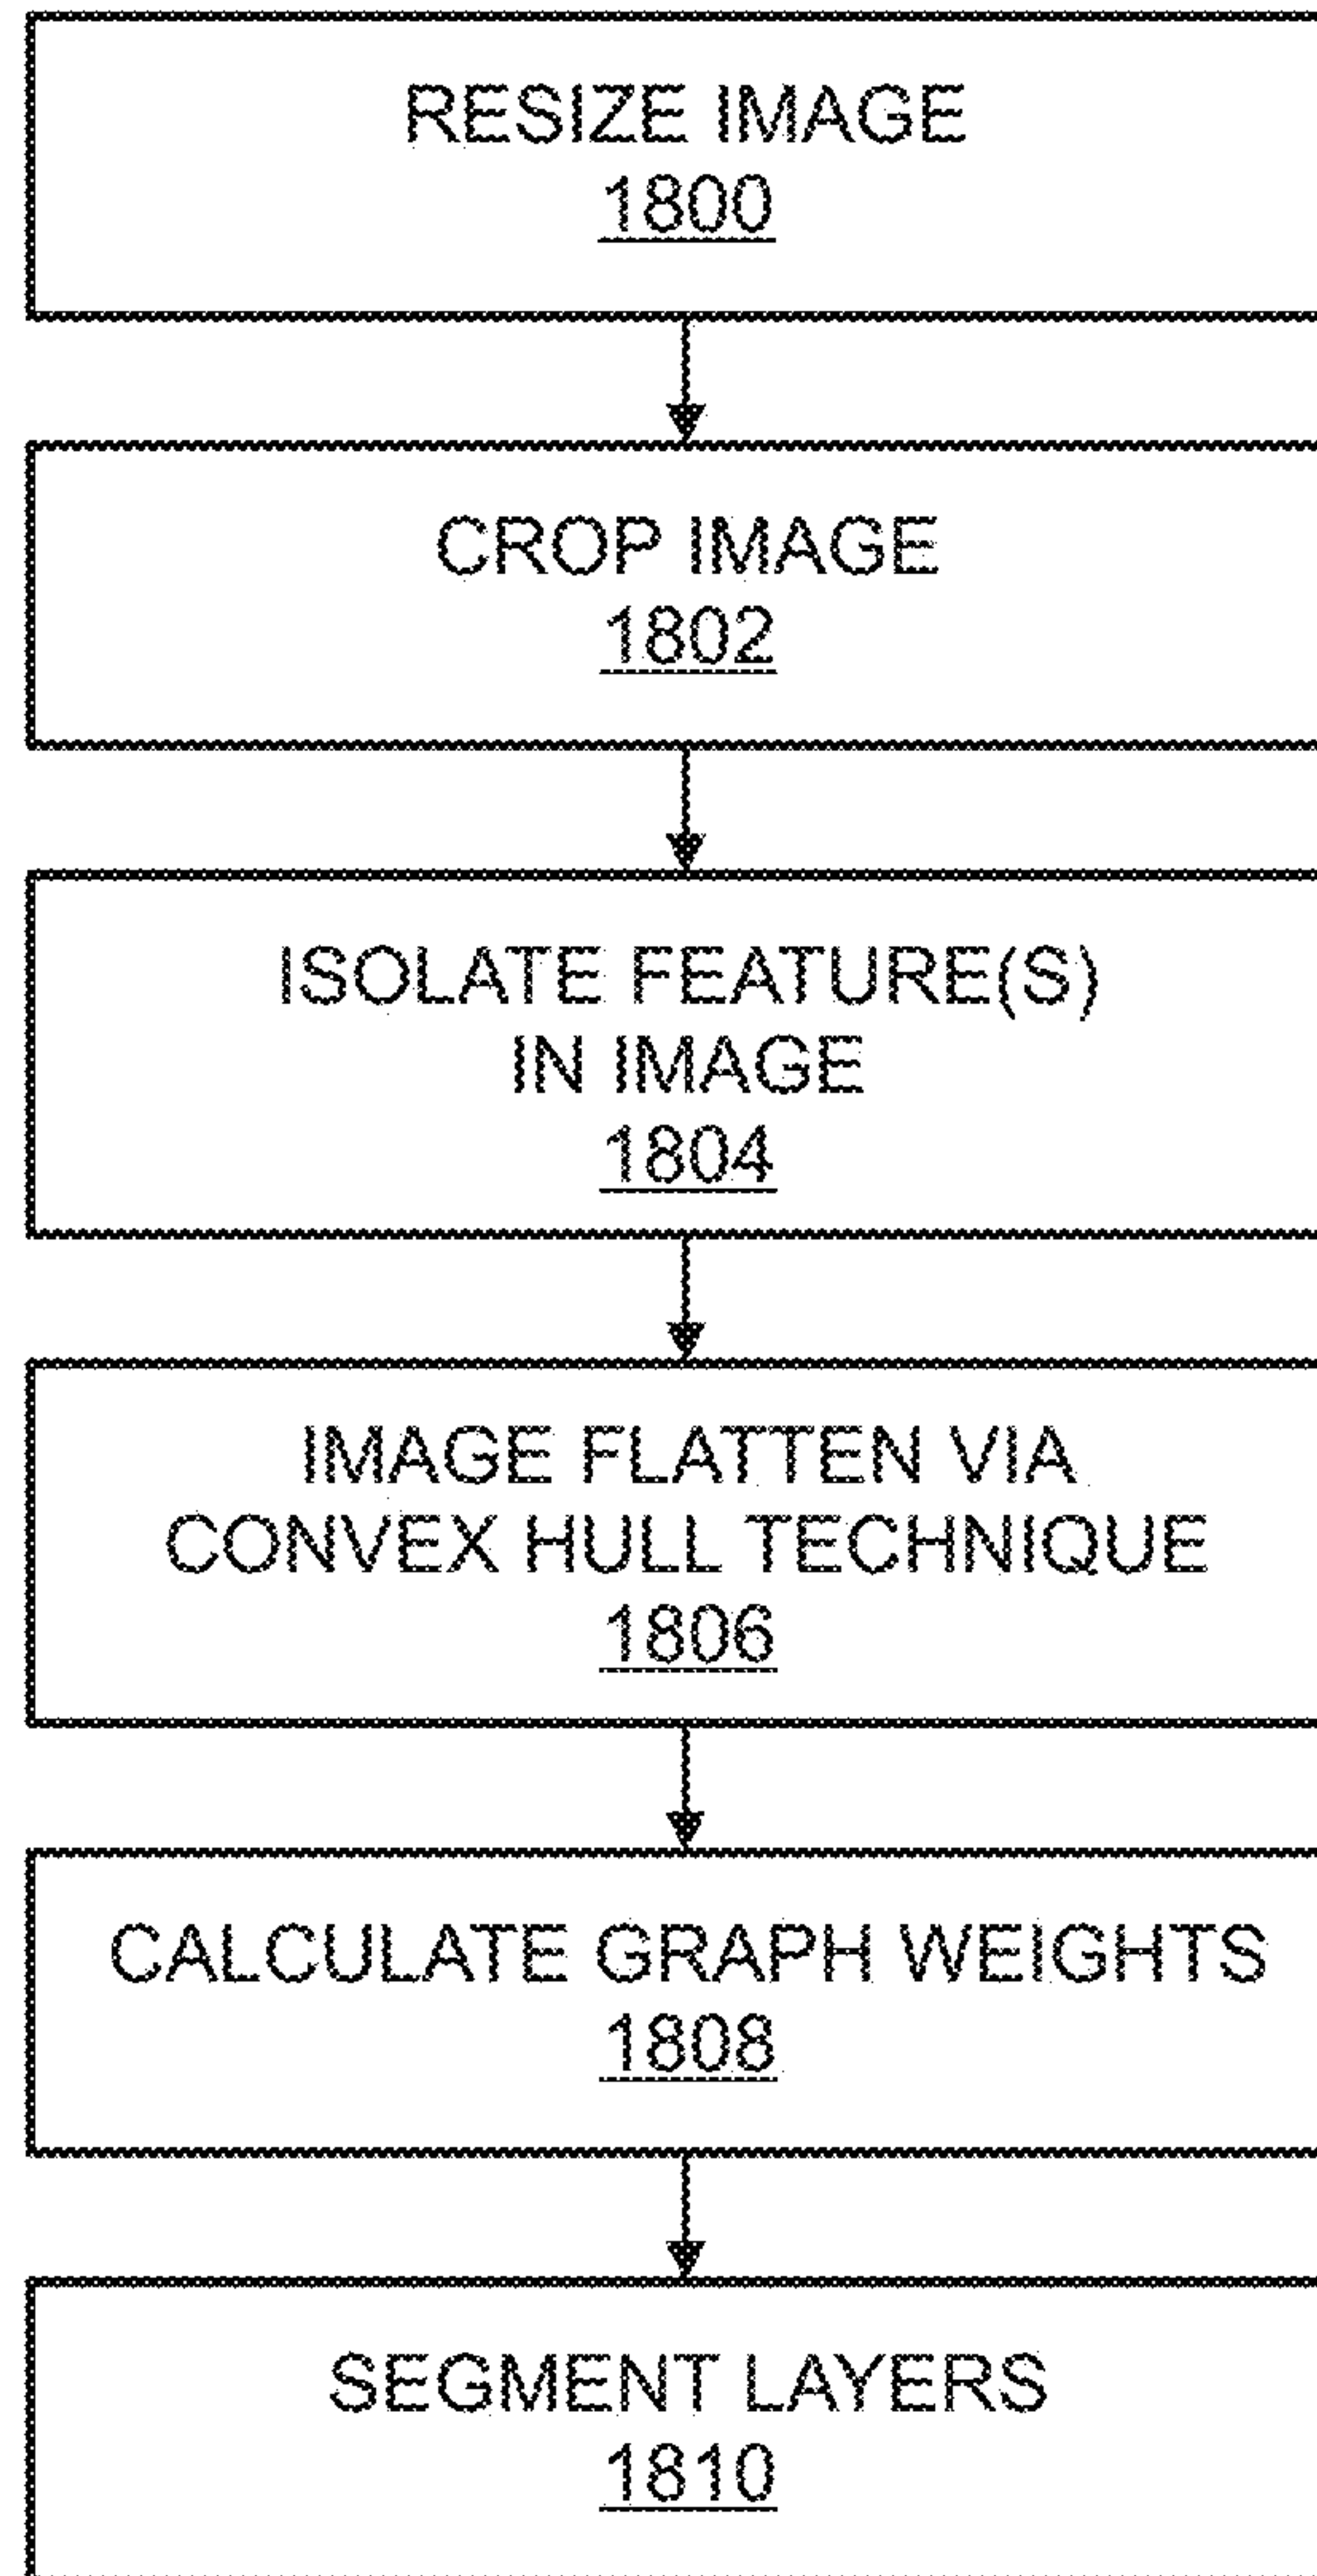 RESIZE IMAGE
1800
CROP IMAGE
1802
ISOLATE FEATURE(S)
IN IMAGE
1804
IMAGE FLATTEN VIA
CONVEX HULL TECHNIQUE
1806
CALCULATE GRAPH WEIGHTS
1808
SEGMENT LAYERS
1810